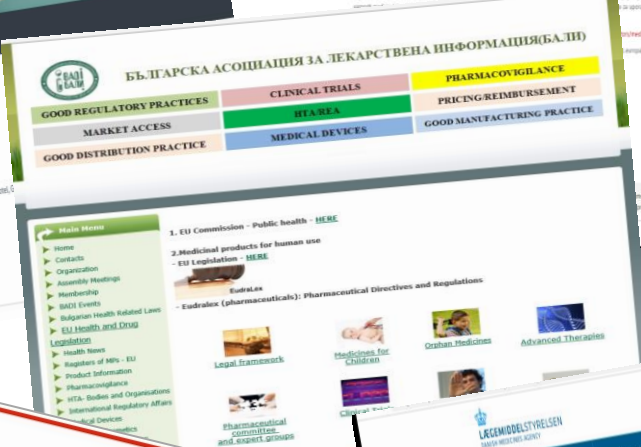 БЪЛГАРСКА АСОЦИАЦИЯ ЗА ЛЕКАРСТВЕНА ИНФОРМАЦИЯ(БАЛИ)
GOOD REGULATORY PRACTICES
CLINICAL TRIALS
PHARMACOVIGILANCE
MARKET ACCESS
HTA/REA
PRICING/REIMBURSEMENT
GOOD DISTRIBUTION PRACTICE
MEDICAL DEVICES
GOOD MANUFACTURING PRACTICE
Main Menu
Home
Contacts
Organization
Assembly Meetings
Membership
BADI Events
Bulgarian Health Related Laws
EU Health and Drug
Legislation
Health News
Registers of MPs - EU
Product Information
Pharmacovigilance
HTA- Bodies and Organisations
International Regulatory Affairs
1. EU Commission - Public health - HERE
2.Medicinal products for human use
- EU Legislation - HERE
EudraLex
- Eudralex (pharmaceuticals): Pharmaceutical Directives and Regulations
Legal framework
Medicines for
Children
Orphan Medicines
Advanced Therapies
Pharmaceutical
committee
and expert groups
LÆGEMIDDELSTYRELSEN
DANISH MEDICINES AGENCY